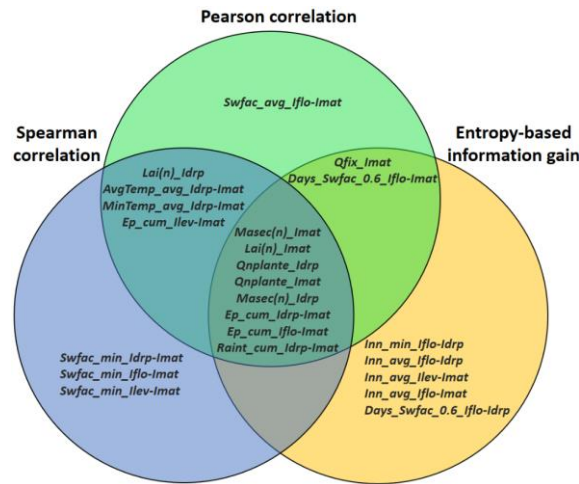 Pearson correlation
Swfac_avg_Iflo-Imat
Spearman
correlation
Entropy-based
information gain
Lai(n)_Idrp
AvgTemp_avg_Idrp-Imat
MinTemp_avg_Idrp-Imat
Ep_cum_Ilev-Imat
Qfix_Imat
Days_Swfac_0.6_Iflo-Imat
Masec(n)_Imat
Lai(n)_Imat
Qnplante_Idrp
Qnplante_Imat
Masec(n)_Idrp
Ep_cum_Idrp-Imat
Ep_cum_Iflo-Imat
Raint_cum_Idrp-Imat
Swfac_min_Idrp-Imat
Swfac_min_Iflo-Imat
Swfac_min_Ilev-Imat
Inn_min_Iflo-Idrp
Inn_avg_Iflo-Idrp
Inn_avg_Ilev-Imat
Inn_avg_Iflo-Imat
Days_Swfac_0.6_Iflo-Idrp